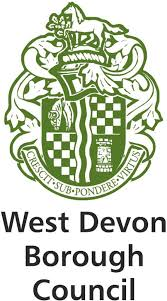 CRESCIT · SUB · PONDERE · VIRTUS
West Devon
Borough
Council